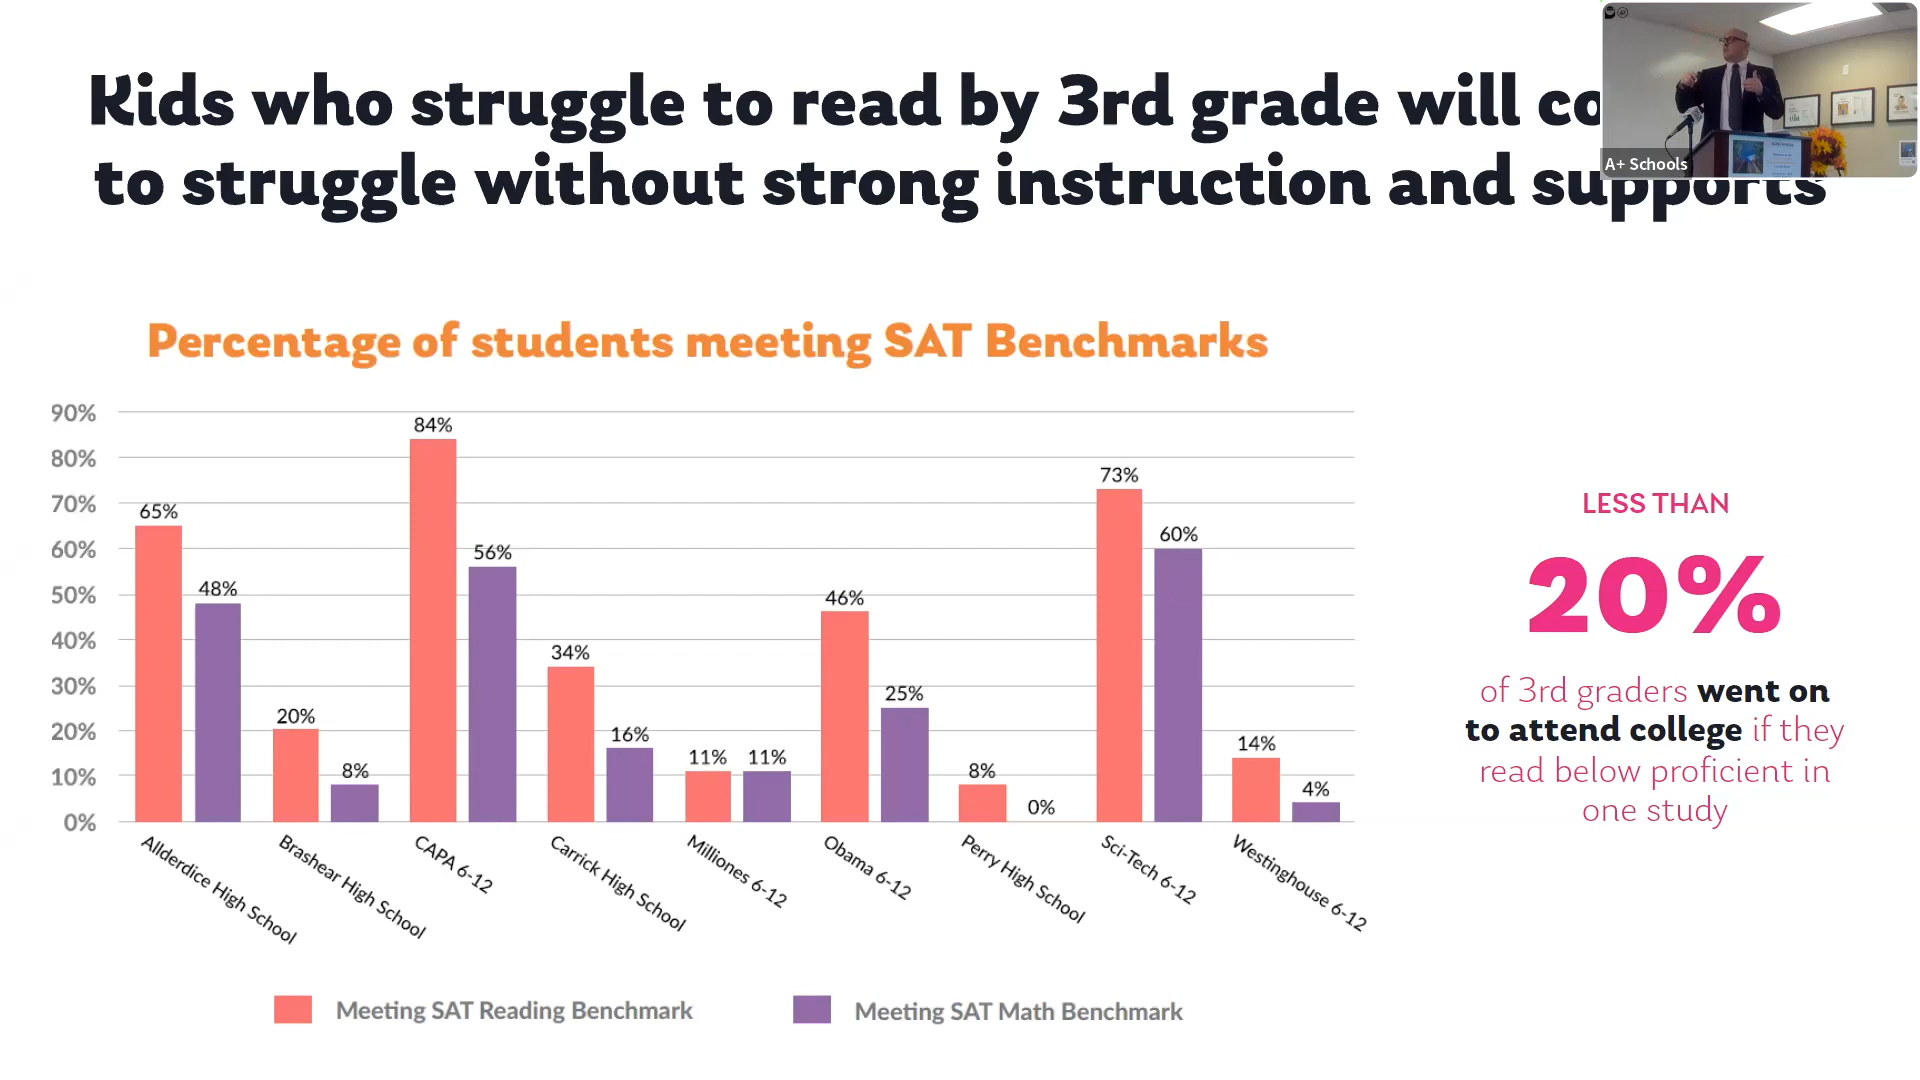 Kids who struggle to read by 3rd grade will co
to struggle without strong instruction and supports
A+ Schools
Percentage of students meeting SAT Benchmarks
90%
80%
70%
60%
50%
40%
30%
20%
10%
0%
65%
48%
20%
8%
84%
56%
34%
16%
11%
11%
46%
25%
8%
0%
73%
60%
14%
4%
Allderdice High School
Brashear High School
CAPA 6-12
Carrick High School
Milliones 6-12
Obama 6-12
Perry High School
Sci-Tech 6-12
Westinghouse 6-12
Meeting SAT Reading Benchmark
Meeting SAT Math Benchmark
LESS THAN
20%
of 3rd graders went on
to attend college if they
read below proficient in
one study